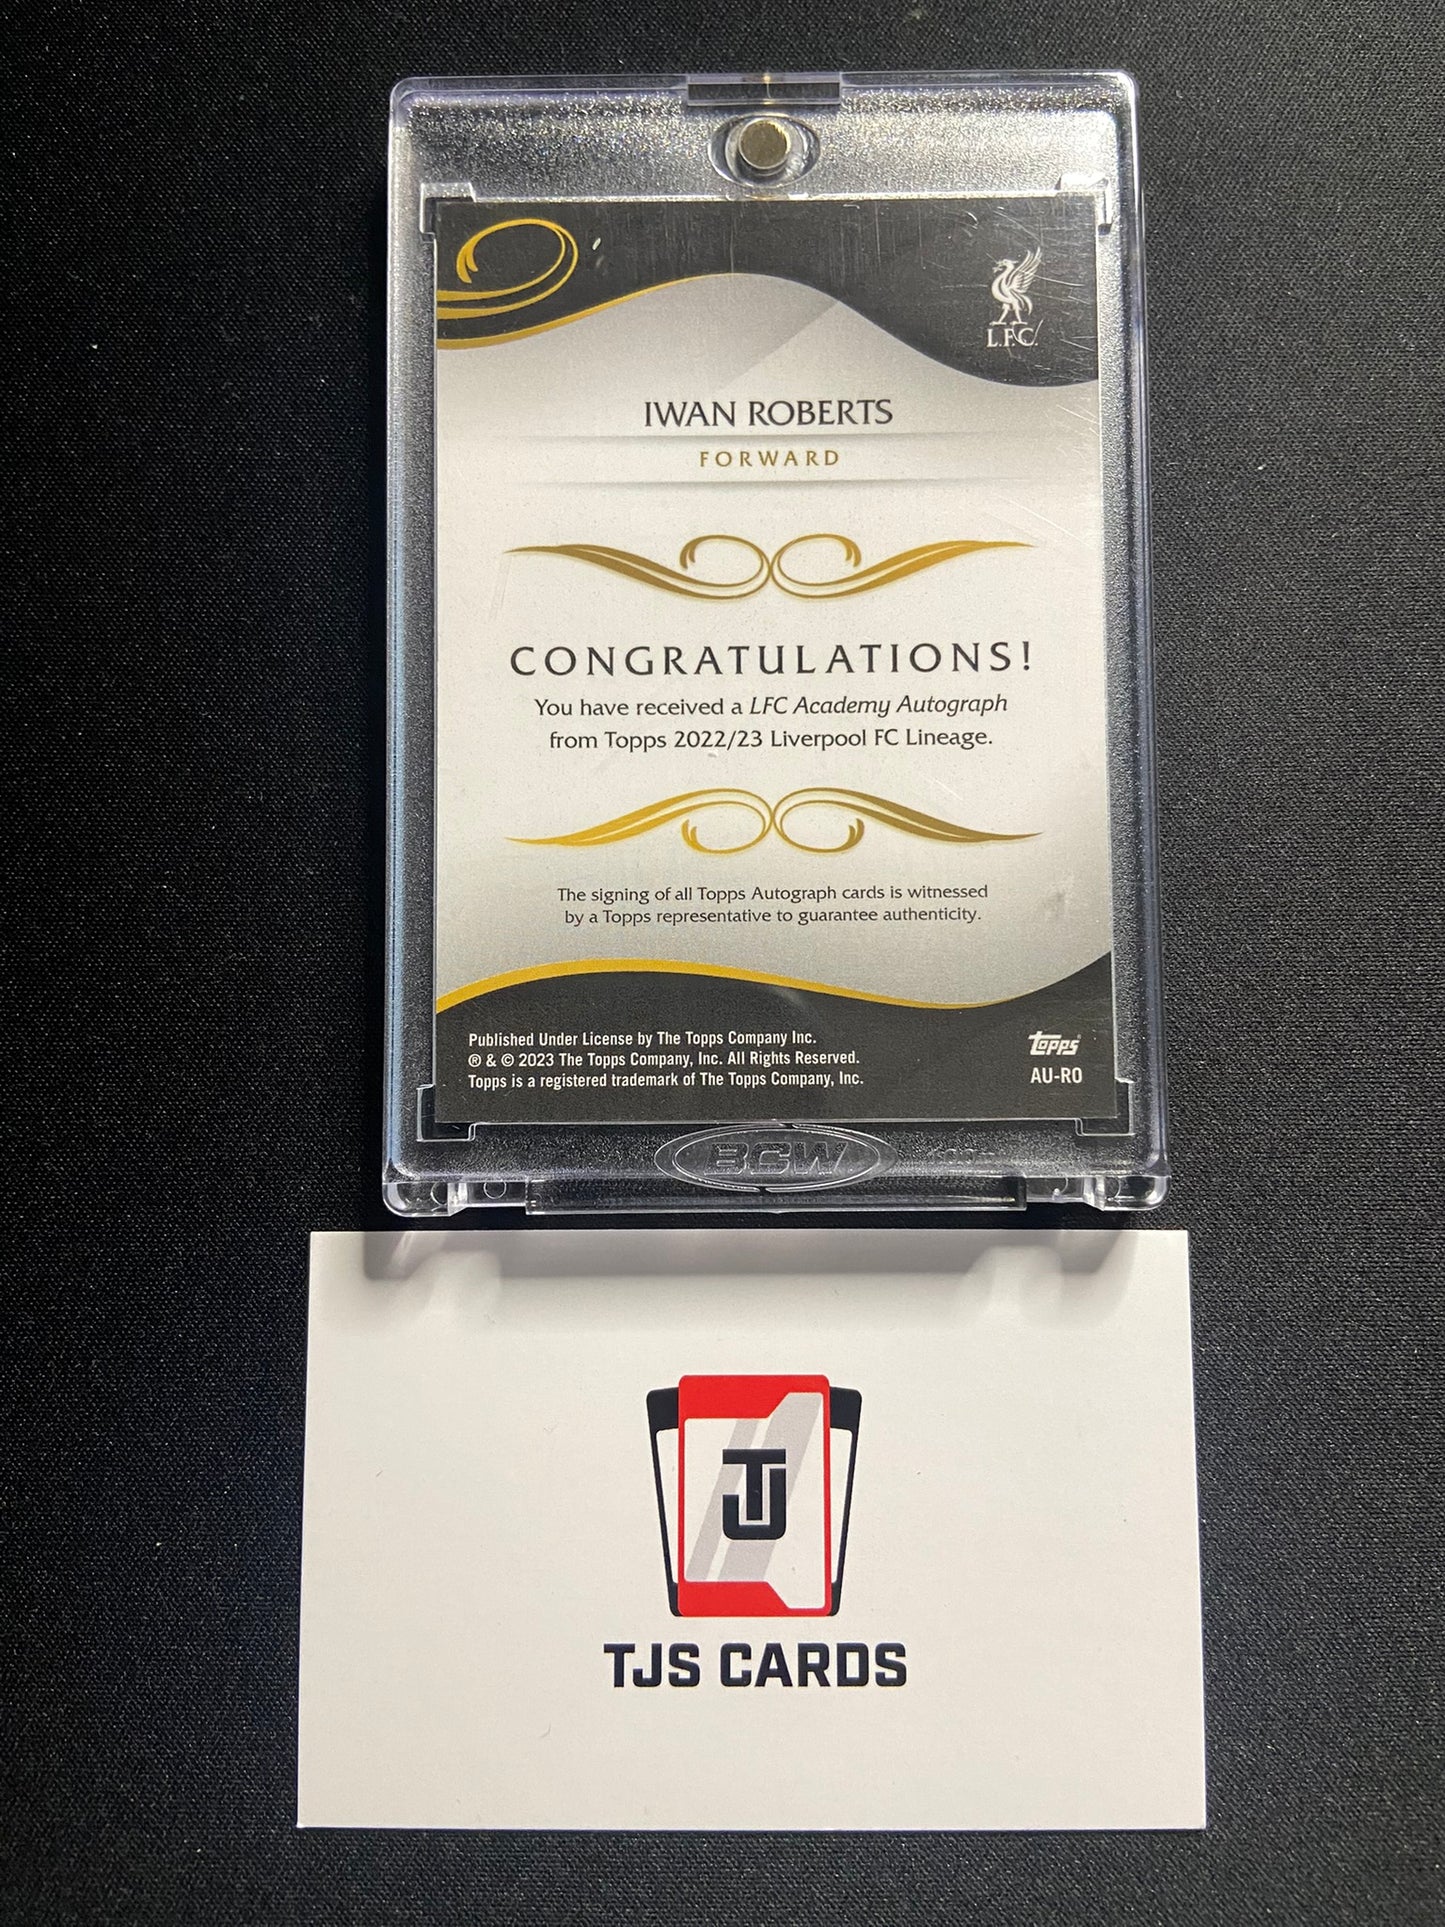 L.F.C.
IWAN ROBERTS
FORWARD
CONGRATULATIONS!
You have received a LFC Academy Autograph
from Topps 2022/23 Liverpool FC Lineage.
The signing of all Topps Autograph cards is witnessed
by a Topps representative to guarantee authenticity.
Published Under License by The Topps Company Inc.
® & © 2023 The Topps Company, Inc. All Rights Reserved.
Topps is a registered trademark of The Topps Company, Inc.
topps
AU-RO
BCW
TJ
TJS CARDS